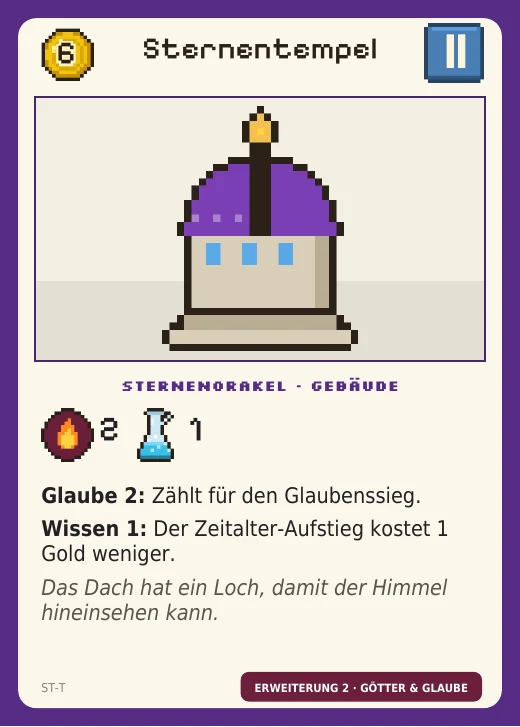 6 Sternentempel II
STERNENORAKEL · GEBÄUDE
2 1
Glaube 2: Zählt für den Glaubenssieg.
Wissen 1: Der Zeitalter-Aufstieg kostet 1
Gold weniger.
Das Dach hat ein Loch, damit der Himmel
hineinsehen kann.
ST-T ERWEITERUNG 2 · GÖTTER & GLAUBE